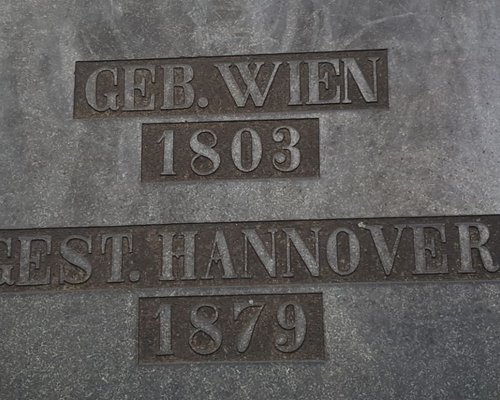 GEB. WIEN
1803
GEST. HANNOVER
1879